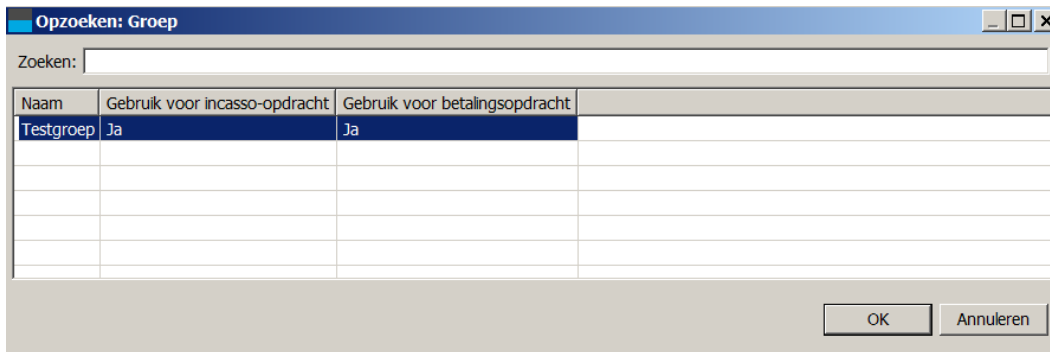 Opzoeken: Groep
Zoeken:
Naam Gebruik voor incasso-opdracht Gebruik voor betalingsopdracht
Testgroep Ja Ja
OK Annuleren